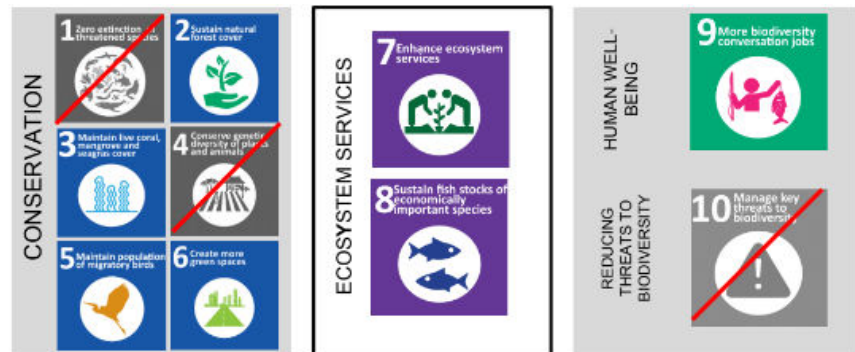 CONSERVATION
1 Zero extinction of
threatened species
2 Sustain natural
forest cover
3 Maintain live coral,
mangrove and
seagras cover
4 Conserve genetic
diversity of plants
and animals
5 Maintain population
of migratory birds
6 Create more
green spaces
ECOSYSTEM SERVICES
7 Enhance ecosystem
services
8 Sustain fish stocks of
economically
important species
HUMAN WELL-
BEING
9 More biodiversity
conversation jobs
REDUCING
THREATS TO
BIODIVERSITY
10 Manage key
threats to
biodiversity